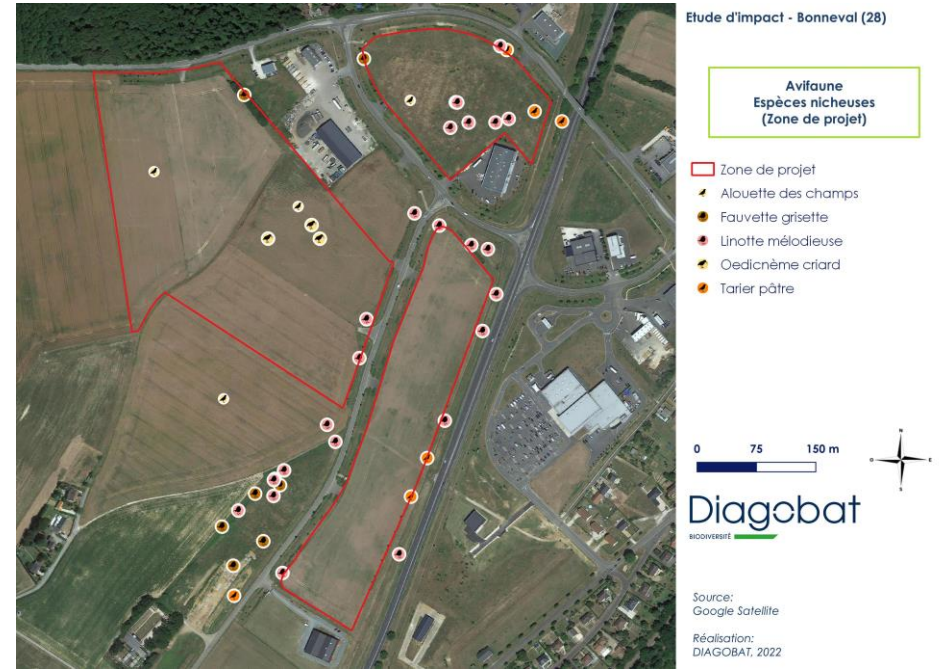 Etude d'impact - Bonneval (28)
Avifaune
Espèces nicheuses
(Zone de projet)
Zone de projet
Alouette des champs
Fauvette grisette
Linotte mélodieuse
Oedicnème criard
Tarier pâtre
0 75 150 m
N
O E
S
Diagobat
BIODIVERSITÉ
Source:
Google Satellite
Réalisation:
DIAGOBAT, 2022